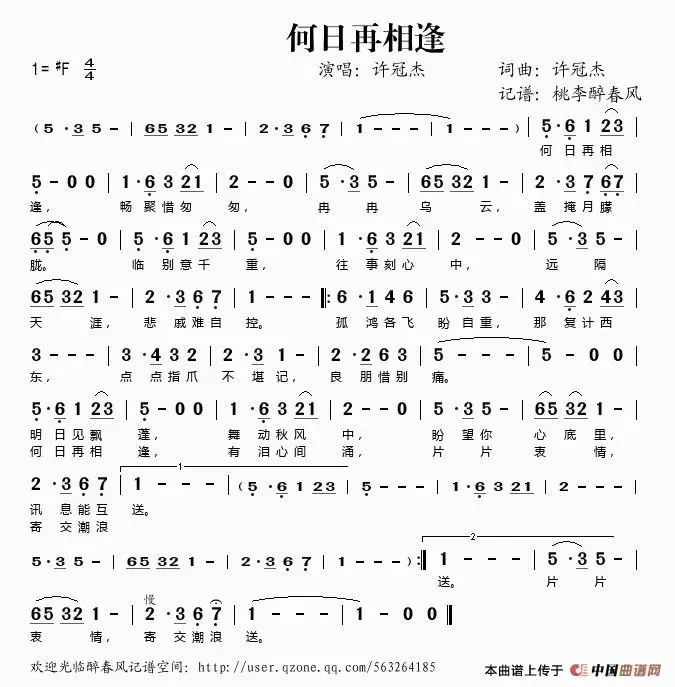 何日再相逢
1= #F 4/4 演唱：许冠杰 词曲：许冠杰
记谱：桃李醉春风
( 5 ·3 5 – | 65 32 1 – | 2 ·3 6 7 | 1 – – – | 1 – – – ) | 5 ·6 1 23 |
何 日 再 相
5 – 0 0 | 1 ·6 3 21 | 2 – – 0 | 5 ·3 5 – | 65 32 1 – | 2 ·3 7 67 |
逢， 畅 聚 惜 匆 匆， 冉 冉 乌 云， 盖 掩 月 朦
65 5 – 0 | 5 ·6 1 23 | 5 – 0 0 | 1 ·6 3 21 | 2 – – 0 | 5 ·3 5 – |
胧。 临 别 意 千 重， 往 事 刻 心 中， 远 隔
65 32 1 – | 2 ·3 6 7 | 1 – – 0 |: 6 ·1 4 6 | 5 ·3 5 – | 4 ·6 2 43 |
天 涯， 悲 戚 难 自 控。 孤 鸿 各 飞 盼 自 重， 那 复 计 西
3 – – 0 | 3 ·4 3 2 | 2 ·3 1 – | 2 ·2 6 3 | 5 – – – | 5 – 0 0 |
东， 点 点 指 爪 不 堪 记， 良 朋 惜 别 痛。
5 ·6 1 23 | 5 – 0 0 | 1 ·6 3 21 | 2 – – 0 | 5 ·3 5 – | 65 32 1 – |
明 日 见 飘 蓬， 舞 动 秋 风 中， 盼 望 你 心 底 里，
何 日 再 相 逢， 有 泪 心 间 涌， 片 片 衷 情，
1
2 ·3 6 7 | 1 – – 0 | ( 5 ·6 1 23 | 5 – – – | 1 ·6 3 21 | 2 – – – |
讯 息 能 互 送。
寄 交 潮 浪
2
5 ·3 5 – | 65 32 1 – | 2 ·3 6 7 | 1 – – – ) :| 1 – – 0 | 5 ·3 5 – |
送。 片 片
慢
65 32 1 – | 2 ·3 6 7 | 1 – – – | 1 – 0 0 ‖
衷 情， 寄 交 潮 浪 送。
欢迎光临醉春风记谱空间：http://user.qzone.qq.com/563264185
本曲谱上传于 中国曲谱网